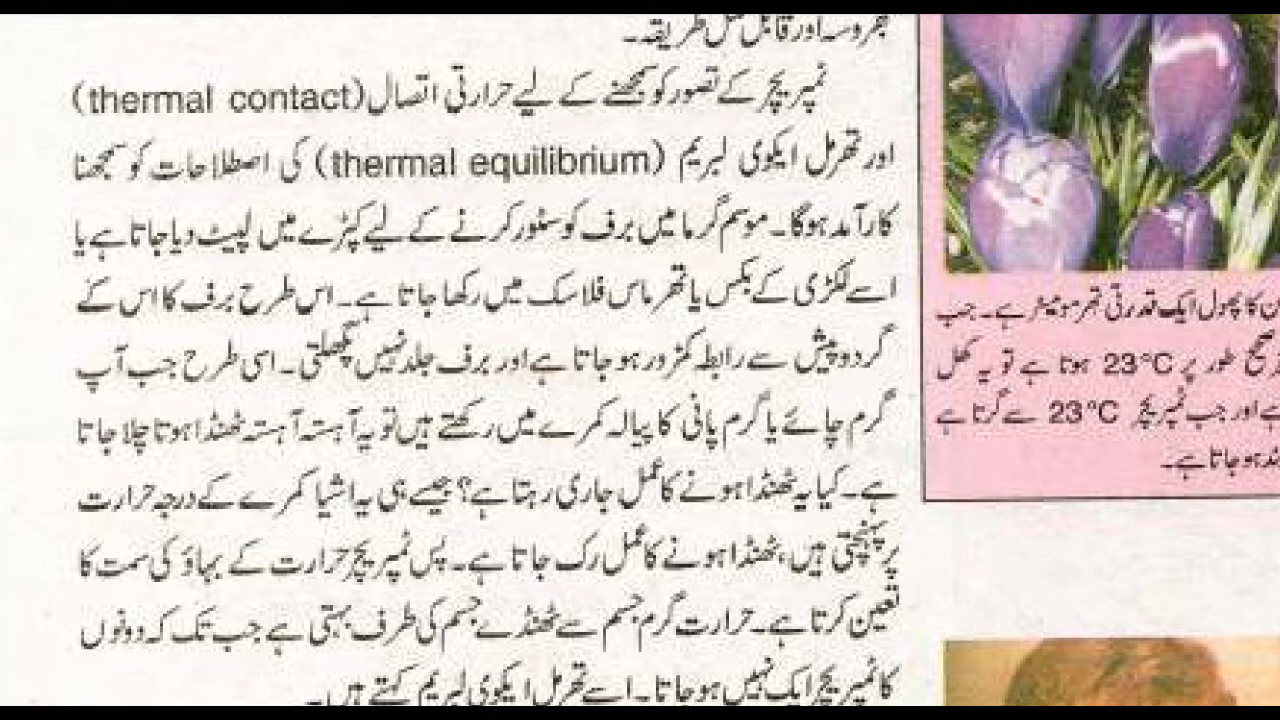 بھروسہ اور قابل عمل طریقہ۔
ٹمپریچر کے تصور کو سمجھنے کے لیے حرارتی اتصال (thermal contact)
اور تھرمل ایکوی لبریم (thermal equilibrium) کی اصطلاحات کو سمجھنا
کارآمد ہوگا۔ موسم گرما میں برف کو سٹور کرنے کے لیے کپڑے میں لپیٹ دیا جاتا ہے یا
اسے لکڑی کے بکس یا تھرماس فلاسک میں رکھا جاتا ہے۔ اس طرح برف کا اس کے
گردوپیش سے رابطہ کمزور ہو جاتا ہے اور برف جلد نہیں پگھلتی۔ اسی طرح جب آپ
گرم چائے یا گرم پانی کا پیالہ کمرے میں رکھتے ہیں تو یہ آہستہ آہستہ ٹھنڈا ہوتا چلا جاتا
ہے۔ کیا یہ ٹھنڈا ہونے کا عمل جاری رہتا ہے؟ جیسے ہی یہ اشیا کمرے کے درجہ حرارت
پر پہنچتی ہیں، ٹھنڈا ہونے کا عمل رک جاتا ہے۔ پس ٹمپریچر حرارت کے بہاؤ کی سمت کا
تعین کرتا ہے۔ حرارت گرم جسم سے ٹھنڈے جسم کی طرف بہتی ہے جب تک کہ دونوں
کا ٹمپریچر ایک نہیں ہو جاتا۔ اسے تھرمل ایکوی لبریم کہتے ہیں۔
کا پھول ایک قدرتی تھرمومیٹر ہے۔ جب
طور پر 23°C ہوتا ہے تو یہ کھل
ہے اور جب ٹمپریچر 23°C سے گرتا ہے
ہو جاتا ہے۔